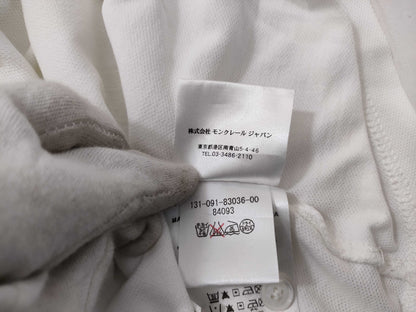 株式会社 モンクレール ジャパン
東京都港区南青山5-4-46
TEL.03-3486-2110
131-091-83036-00
84093